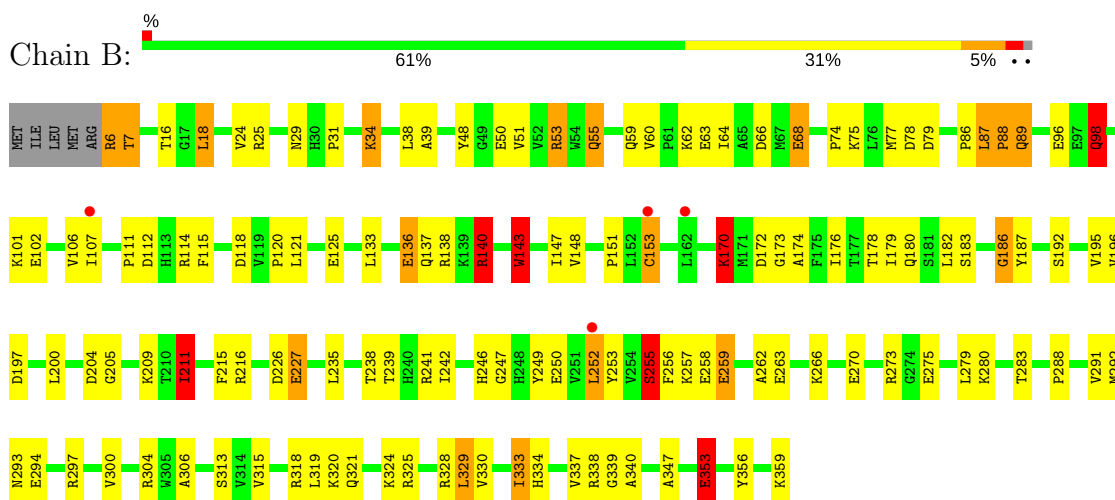 %
Chain B:
61% 31% 5% • •
MET ILE LEU MET ARG R6 T7 T16 G17 L18 V24 R25 N29 H30 P31 K34 L38 A39 Y48 G49 E50 V51 V52 R53 W54 Q55 Q59 V60 P61 K62 E63 I64 A65 D66 M67 E68 P74 K75 L76 M77 D78 D79 P86 L87 P88 Q89 E96 E97 Q98
K101 E102 V106 I107 P111 D112 H113 R114 F115 D118 V119 P120 L121 E125 L133 E136 Q137 R138 K139 R140 W143 I147 V148 P151 L152 C153 L162 K170 M171 D172 G173 A174 F175 I176 T177 T178 I179 Q180 S181 L182 S183 G186 Y187 S192 V195
D197 L200 D204 G205 K209 T210 I211 F215 R216 D226 E227 L235 T238 T239 H240 R241 I242 H246 G247 H248 Y249 E250 V251 L252 Y253 V254 S255 F256 K257 E258 E259 A262 E263 K266 E270 R273 G274 E275 L279 K280 T283 P288 V291
N293 E294 R297 V300 R304 W305 A306 S313 V314 V315 R318 L319 K320 Q321 K324 R325 R328 L329 V330 I333 H334 V337 R338 G339 A340 A347 E353 Y356 K359